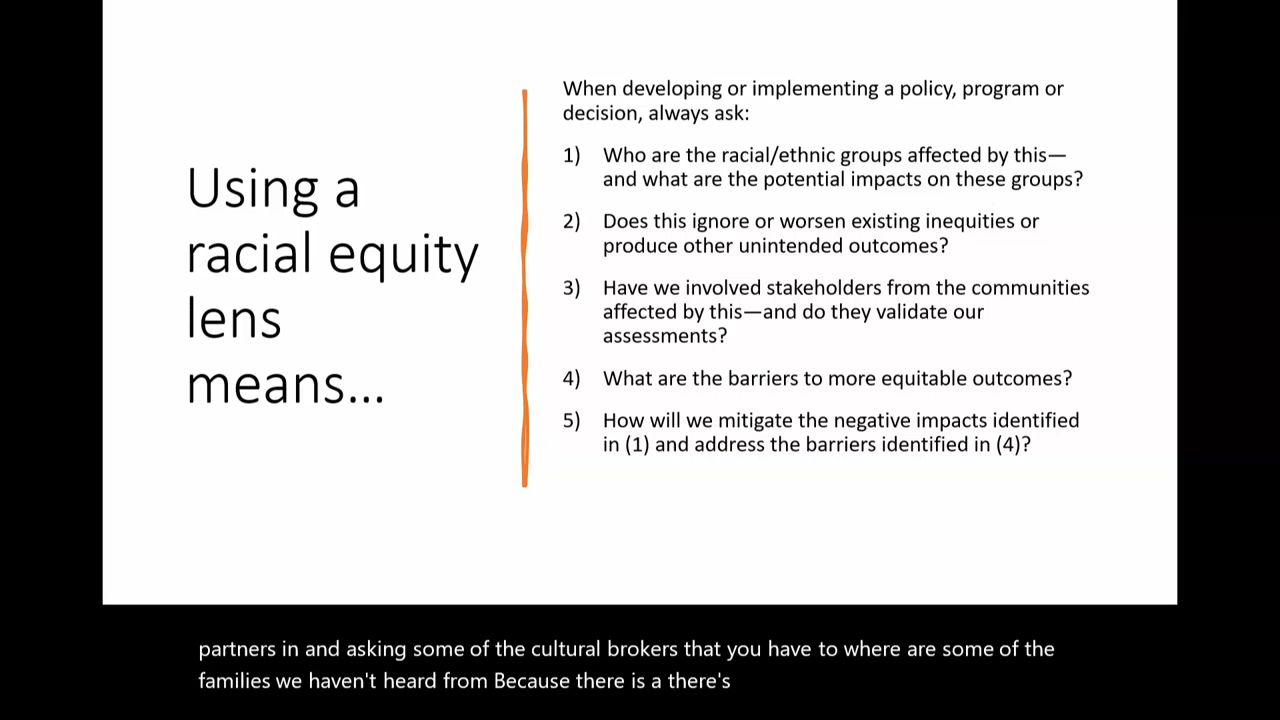 Using a
racial equity
lens
means...
When developing or implementing a policy, program or
decision, always ask:
1) Who are the racial/ethnic groups affected by this—
and what are the potential impacts on these groups?
2) Does this ignore or worsen existing inequities or
produce other unintended outcomes?
3) Have we involved stakeholders from the communities
affected by this—and do they validate our
assessments?
4) What are the barriers to more equitable outcomes?
5) How will we mitigate the negative impacts identified
in (1) and address the barriers identified in (4)?
partners in and asking some of the cultural brokers that you have to where are some of the
families we haven't heard from Because there is a there's